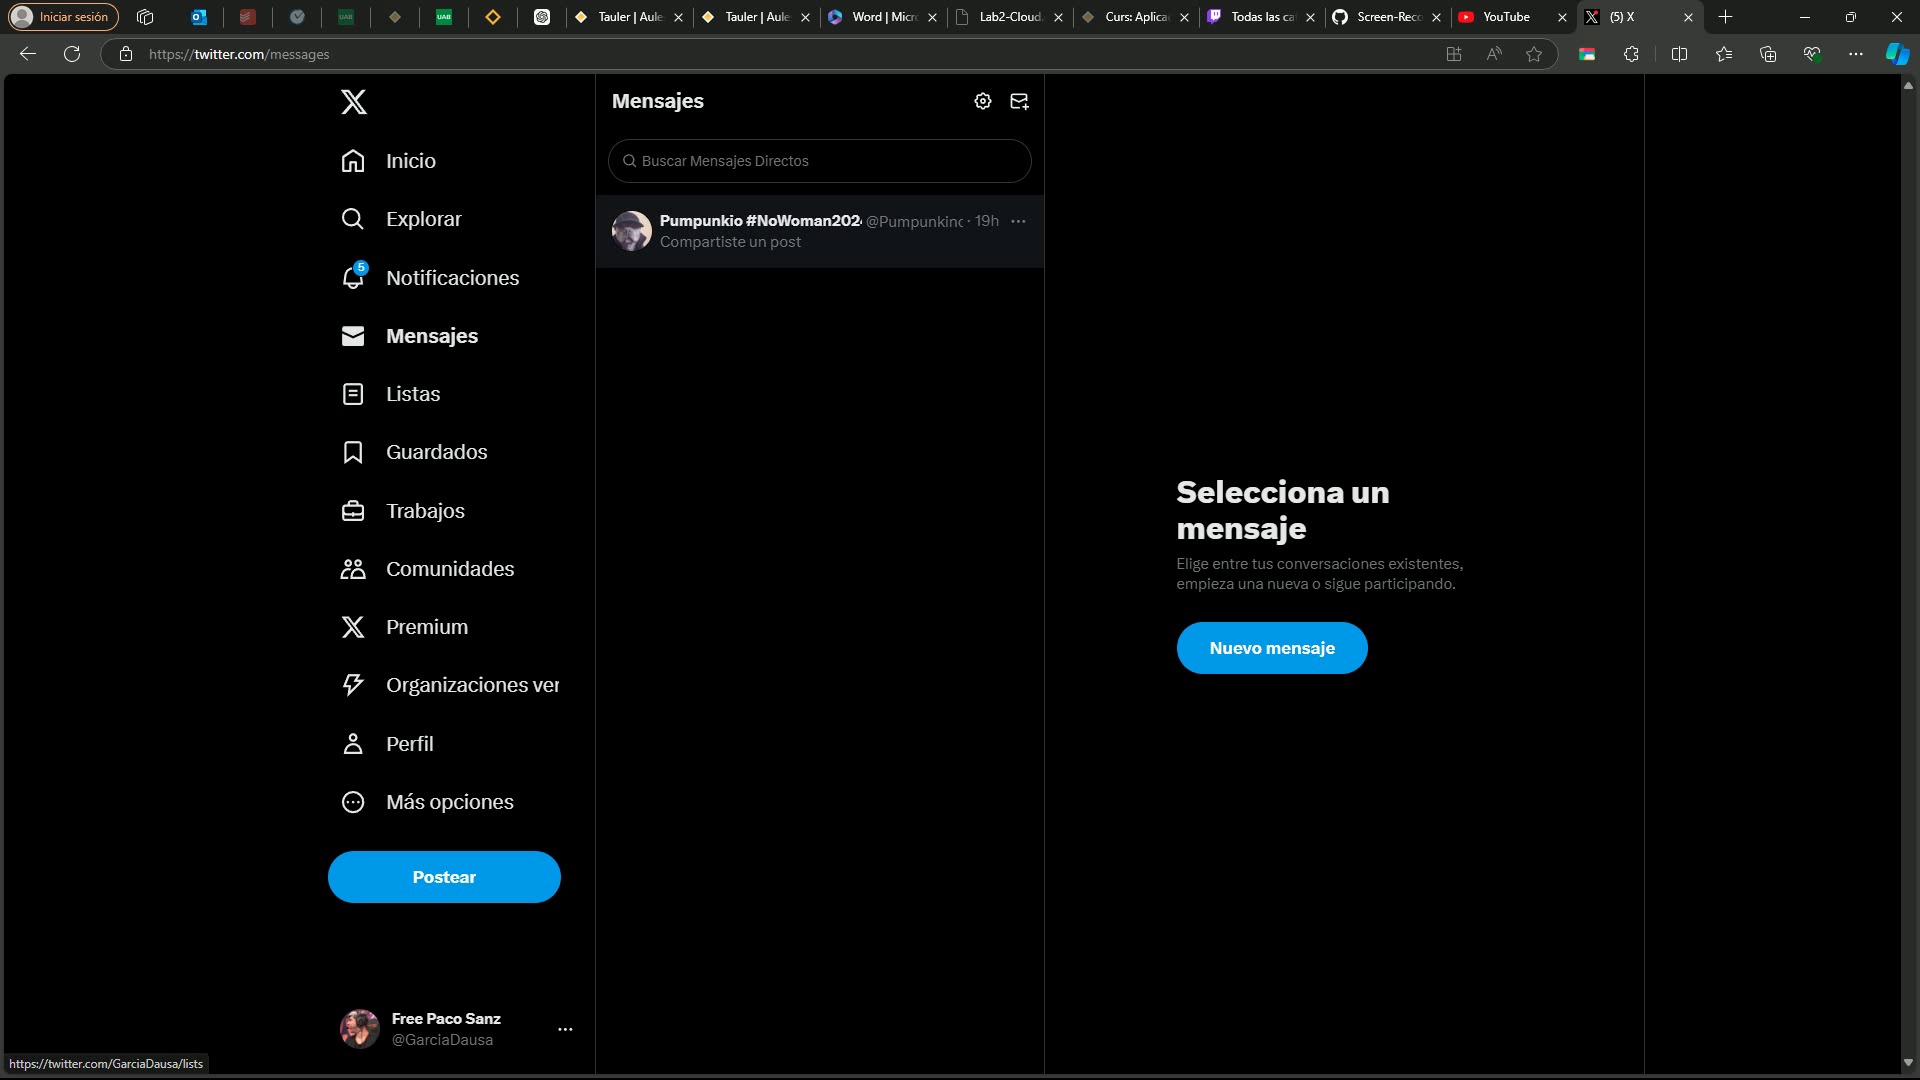 Iniciar sesión
UAB
UAB
Tauler | Aule
Tauler | Aule
Word | Micr
Lab2-Cloud.
Curs: Aplica
Todas las ca
Screen-Reco
YouTube
(5) X
https://twitter.com/messages
Inicio
Explorar
5
Notificaciones
Mensajes
Listas
Guardados
Trabajos
Comunidades
Premium
Organizaciones ver
Perfil
Más opciones
Postear
Free Paco Sanz
@GarciaDausa
https://twitter.com/GarciaDausa/lists
Mensajes
Buscar Mensajes Directos
Pumpunkio #NoWoman202 @Pumpunkinc · 19h
Compartiste un post
Selecciona un
mensaje
Elige entre tus conversaciones existentes,
empieza una nueva o sigue participando.
Nuevo mensaje